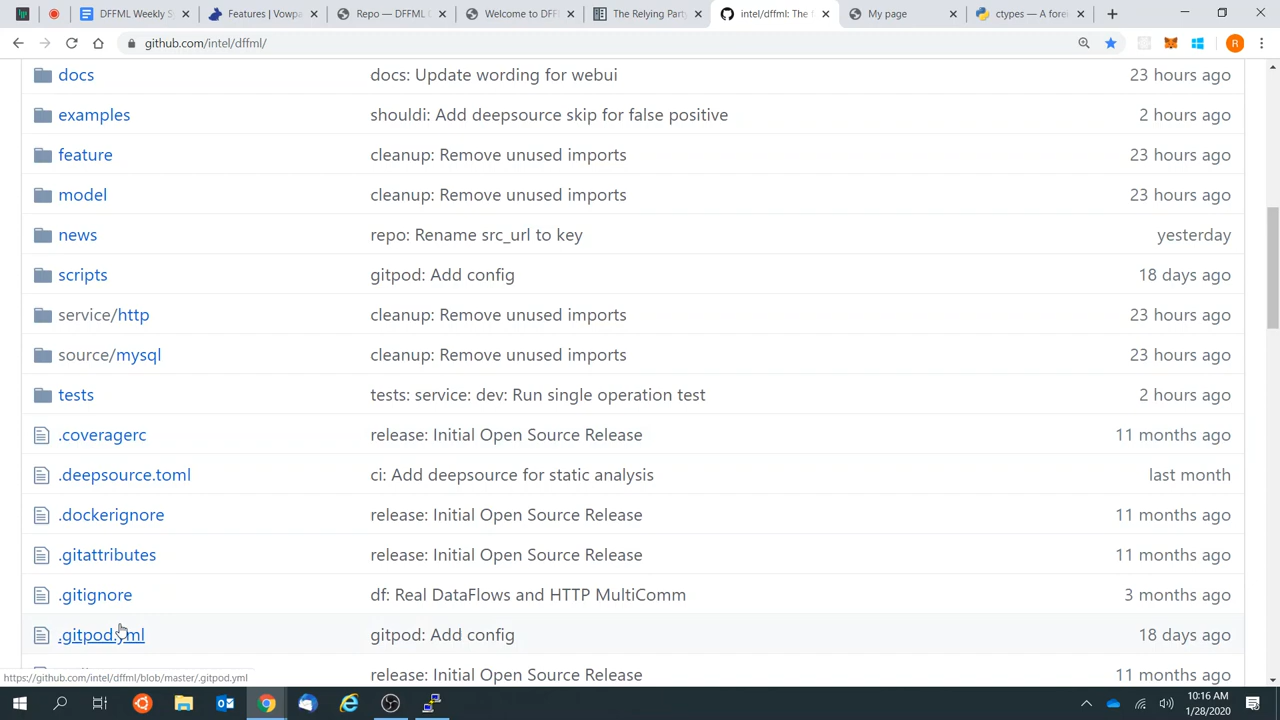 DFFML Weekly S
Features | Vowpa
Repo — DFFML D
Welcome to DFF
The Relying Party
intel/dffml: The
My page
ctypes — A fore
github.com/intel/dffml/
R
docs
docs: Update wording for webui
23 hours ago
examples
shouldi: Add deepsource skip for false positive
2 hours ago
feature
cleanup: Remove unused imports
23 hours ago
model
cleanup: Remove unused imports
23 hours ago
news
repo: Rename src_url to key
yesterday
scripts
gitpod: Add config
18 days ago
service/http
cleanup: Remove unused imports
23 hours ago
source/mysql
cleanup: Remove unused imports
23 hours ago
tests
tests: service: dev: Run single operation test
2 hours ago
.coveragerc
release: Initial Open Source Release
11 months ago
.deepsource.toml
ci: Add deepsource for static analysis
last month
.dockerignore
release: Initial Open Source Release
11 months ago
.gitattributes
release: Initial Open Source Release
11 months ago
.gitignore
df: Real DataFlows and HTTP MultiComm
3 months ago
.gitpod.yml
gitpod: Add config
18 days ago
release: Initial Open Source Release
11 months ago
https://github.com/intel/dffml/blob/master/.gitpod.yml
10:16 AM
1/28/2020